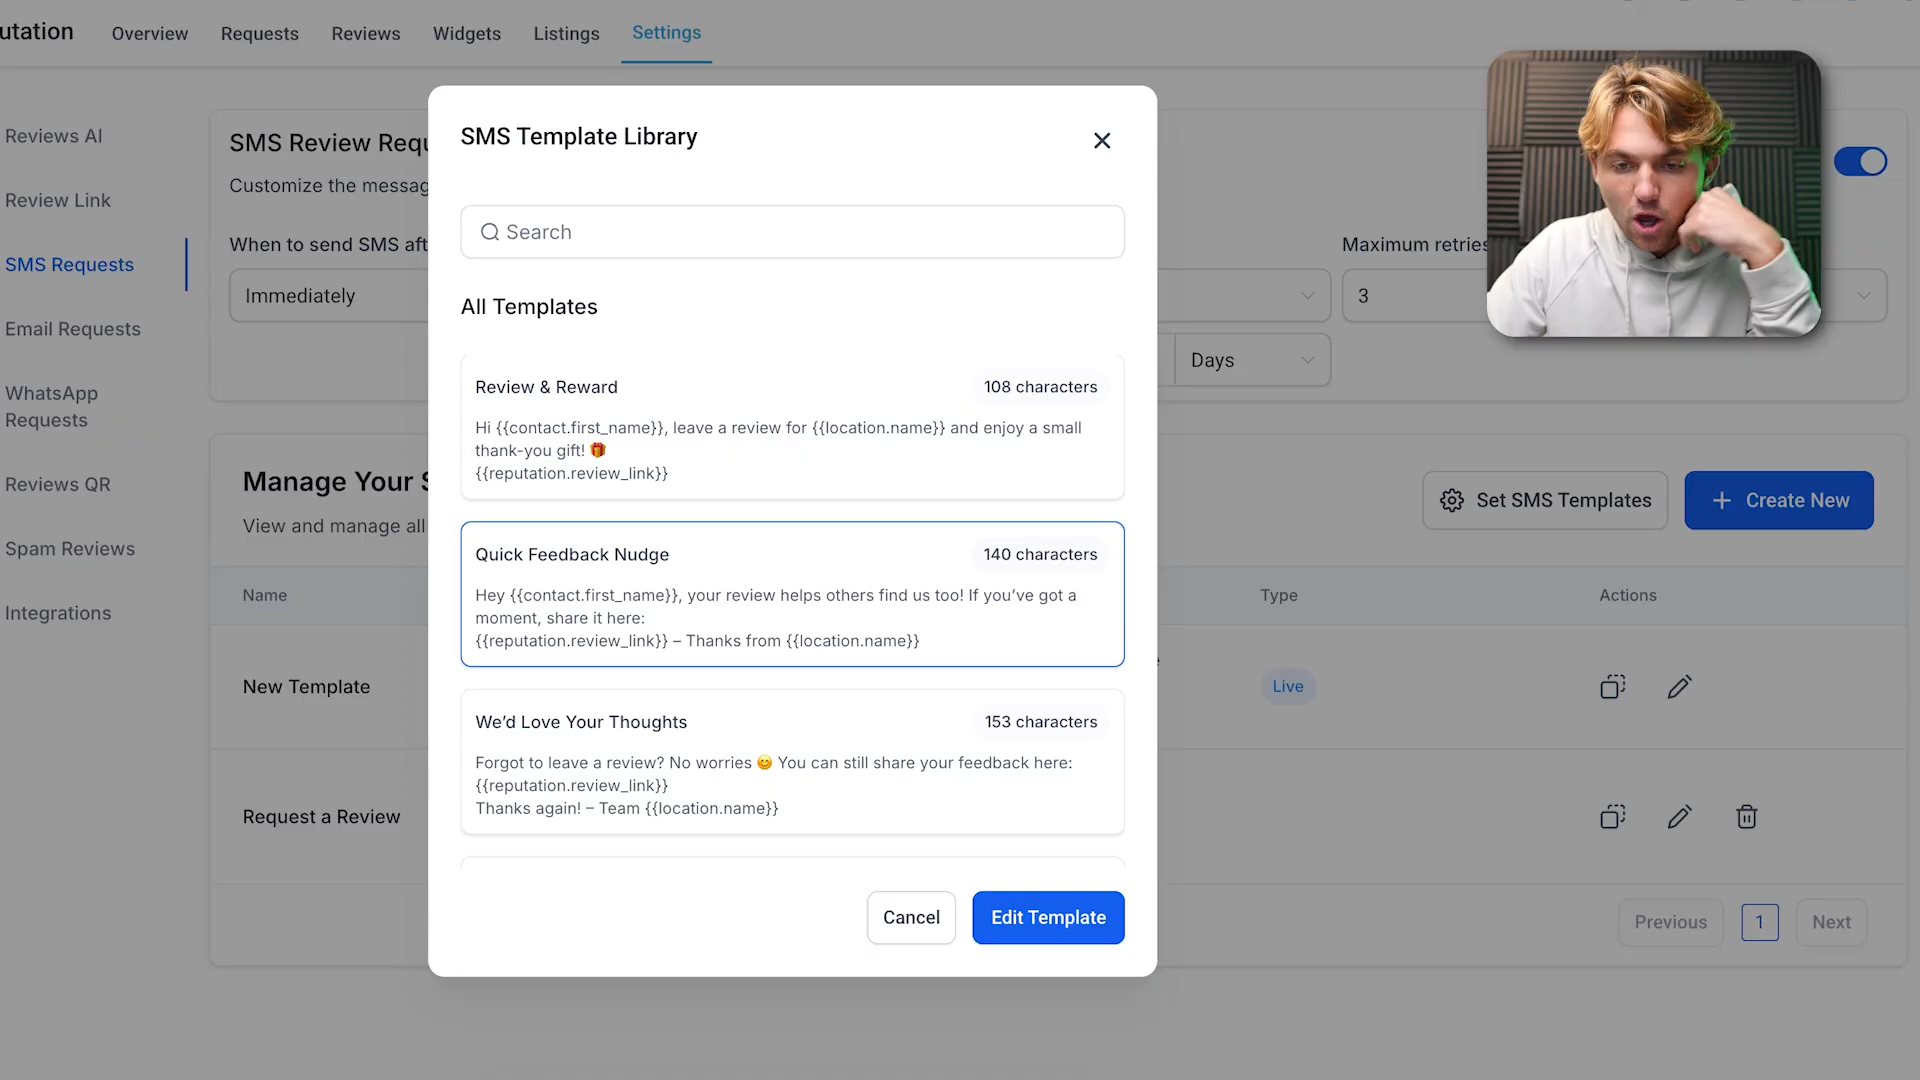 utation
Overview
Requests
Reviews
Widgets
Listings
Settings
Reviews AI
Review Link
SMS Requests
Email Requests
WhatsApp
Requests
Reviews QR
Spam Reviews
Integrations
SMS Review Requ
Customize the messag
When to send SMS aft
Immediately
Maximum retries
3
Days
Manage Your S
View and manage all
Set SMS Templates
+ Create New
Name
Type
Actions
New Template
Live
Request a Review
Previous
1
Next
SMS Template Library
Search
All Templates
Review & Reward
108 characters
Hi {{contact.first_name}}, leave a review for {{location.name}} and enjoy a small
thank-you gift! 🎁
{{reputation.review_link}}
Quick Feedback Nudge
140 characters
Hey {{contact.first_name}}, your review helps others find us too! If you’ve got a
moment, share it here:
{{reputation.review_link}} – Thanks from {{location.name}}
We’d Love Your Thoughts
153 characters
Forgot to leave a review? No worries 😊 You can still share your feedback here:
{{reputation.review_link}}
Thanks again! – Team {{location.name}}
Cancel
Edit Template